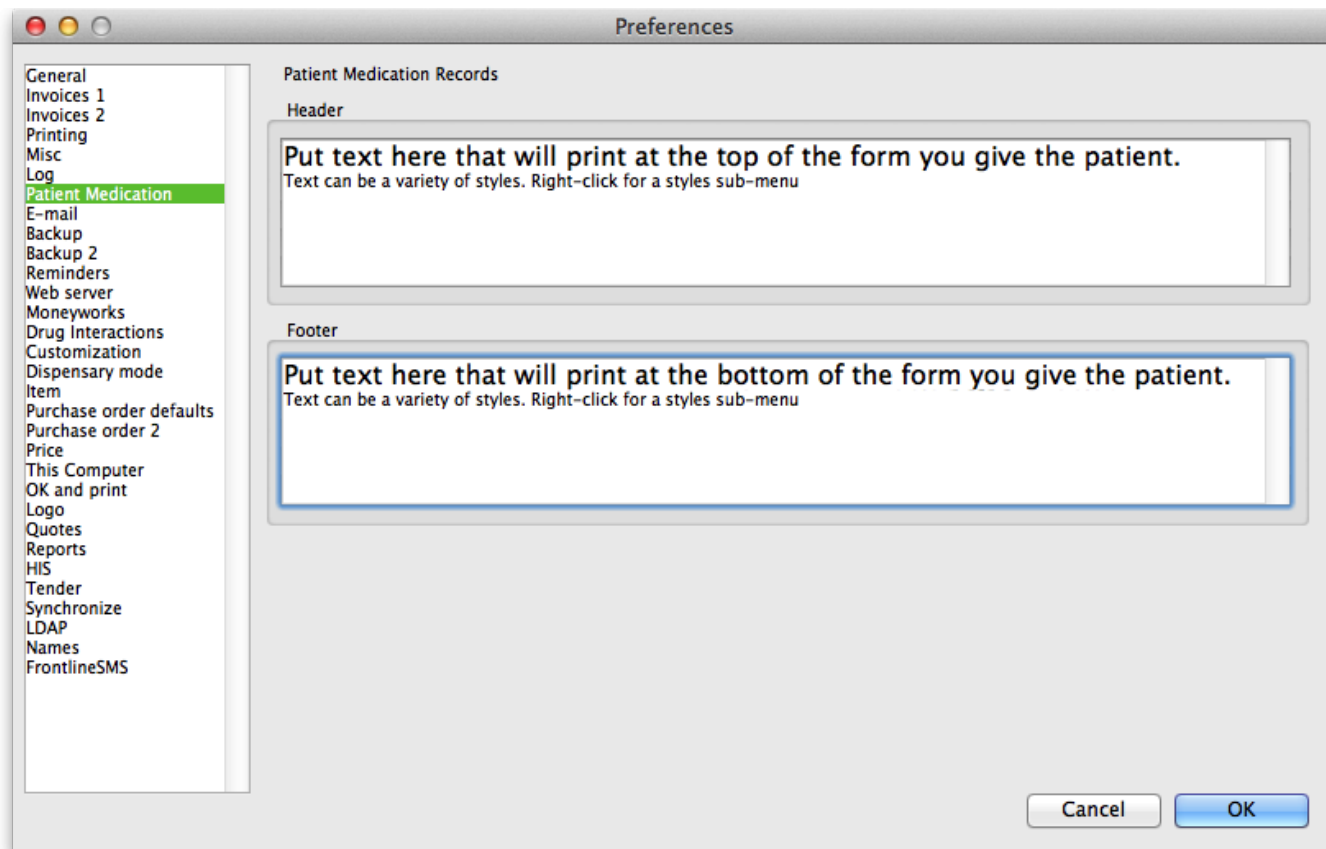 Preferences
General
Invoices 1
Invoices 2
Printing
Misc
Log
Patient Medication
E-mail
Backup
Backup 2
Reminders
Web server
Moneyworks
Drug Interactions
Customization
Dispensary mode
Item
Purchase order defaults
Purchase order 2
Price
This Computer
OK and print
Logo
Quotes
Reports
HIS
Tender
Synchronize
LDAP
Names
FrontlineSMS
Patient Medication Records
Header
Put text here that will print at the top of the form you give the patient.
Text can be a variety of styles. Right-click for a styles sub-menu
Footer
Put text here that will print at the bottom of the form you give the patient.
Text can be a variety of styles. Right-click for a styles sub-menu
Cancel
OK